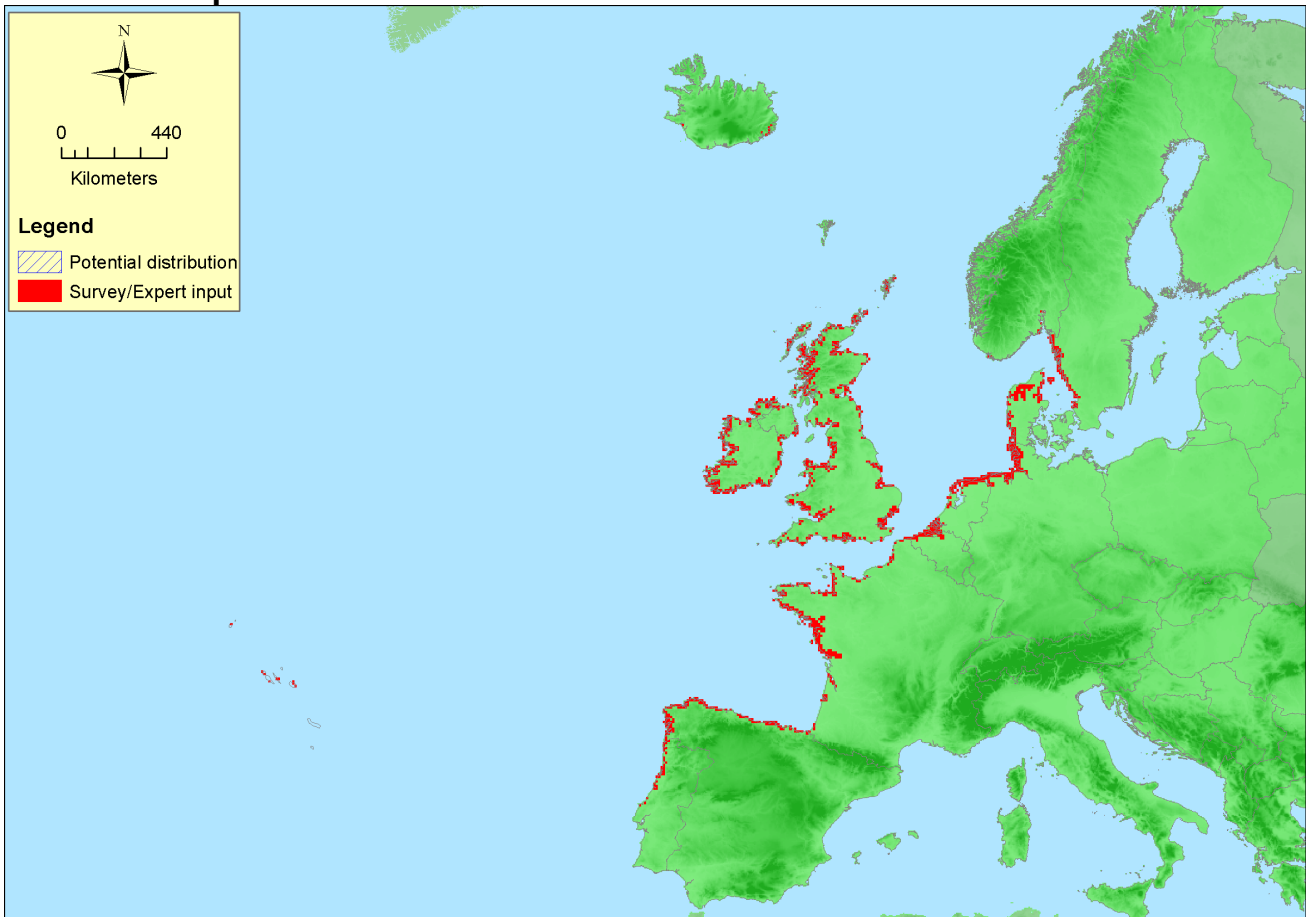 N
0 440
Kilometers
Legend
Potential distribution
Survey/Expert input